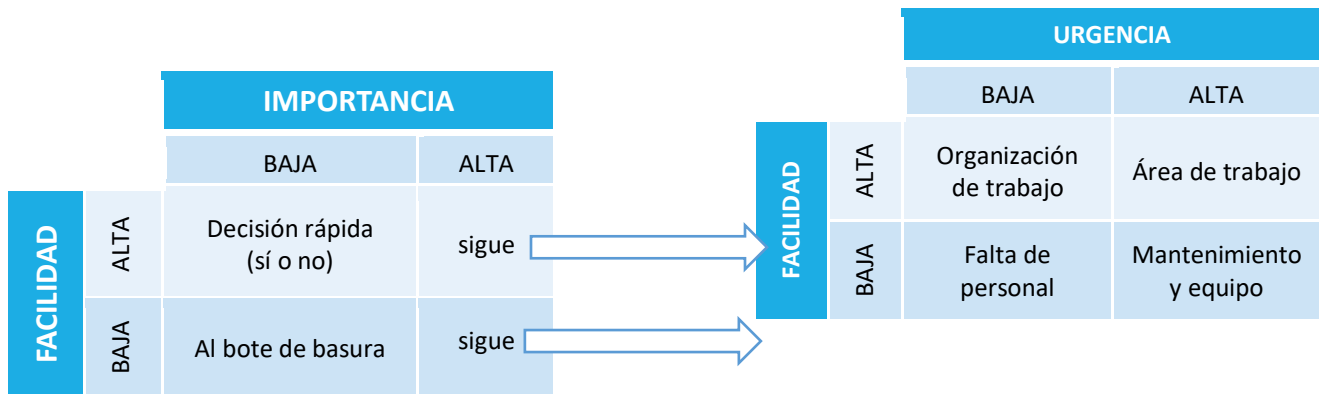 IMPORTANCIA
BAJA
ALTA
FACILIDAD
ALTA
Decisión rápida
(sí o no)
sigue
BAJA
Al bote de basura
sigue
URGENCIA
BAJA
ALTA
FACILIDAD
ALTA
Organización
de trabajo
Área de trabajo
BAJA
Falta de
personal
Mantenimiento
y equipo